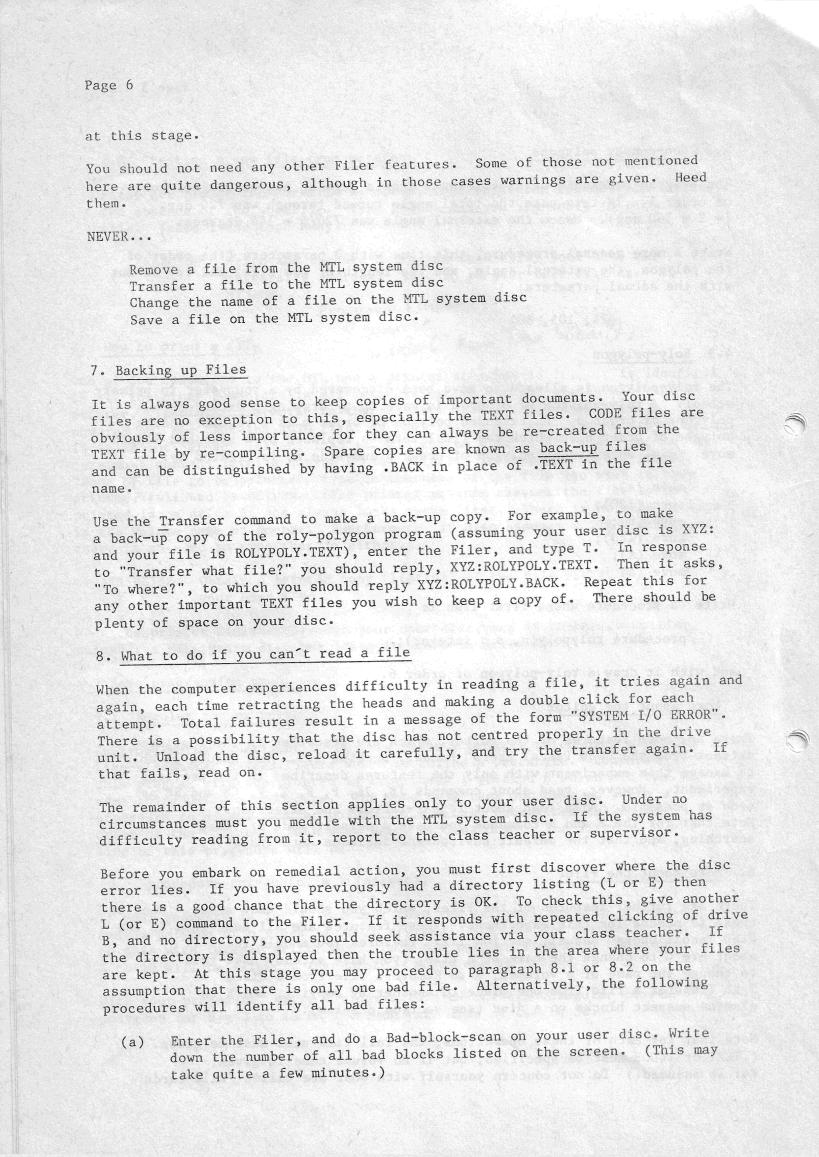 Page 6
at this stage.
You should not need any other Filer features.  Some of those not mentioned
here are quite dangerous, although in those cases warnings are given.  Heed
them.
NEVER...
Remove a file from the MTL system disc
Transfer a file to the MTL system disc
Change the name of a file on the MTL system disc
Save a file on the MTL system disc.
7. Backing up Files
It is always good sense to keep copies of important documents.  Your disc
files are no exception to this, especially the TEXT files.  CODE files are
obviously of less importance for they can always be re-created from the
TEXT file by re-compiling.  Spare copies are known as back-up files
and can be distinguished by having .BACK in place of .TEXT in the file
name.
Use the Transfer command to make a back-up copy.  For example, to make
a back-up copy of the roly-polygon program (assuming your user disc is XYZ:
and your file is ROLYPOLY.TEXT), enter the Filer, and type T.  In response
to "Transfer what file?" you should reply, XYZ:ROLYPOLY.TEXT.  Then it asks,
"To where?", to which you should reply XYZ:ROLYPOLY.BACK.  Repeat this for
any other important TEXT files you wish to keep a copy of.  There should be
plenty of space on your disc.
8. What to do if you can´t read a file
When the computer experiences difficulty in reading a file, it tries again and
again, each time retracting the heads and making a double click for each
attempt.  Total failures result in a message of the form "SYSTEM I/O ERROR".
There is a possibility that the disc has not centred properly in the drive
unit.  Unload the disc, reload it carefully, and try the transfer again.  If
that fails, read on.
The remainder of this section applies only to your user disc.  Under no
circumstances must you meddle with the MTL system disc.  If the system has
difficulty reading from it, report to the class teacher or supervisor.
Before you embark on remedial action, you must first discover where the disc
error lies.  If you have previously had a directory listing (L or E) then
there is a good chance that the directory is OK.  To check this, give another
L (or E) command to the Filer.  If it responds with repeated clicking of drive
B, and no directory, you should seek assistance via your class teacher.  If
the directory is displayed then the trouble lies in the area where your files
are kept.  At this stage you may proceed to paragraph 8.1 or 8.2 on the
assumption that there is only one bad file.  Alternatively, the following
procedures will identify all bad files:
(a)  Enter the Filer, and do a Bad-block-scan on your user disc. Write
down the number of all bad blocks listed on the screen.  (This may
take quite a few minutes.)